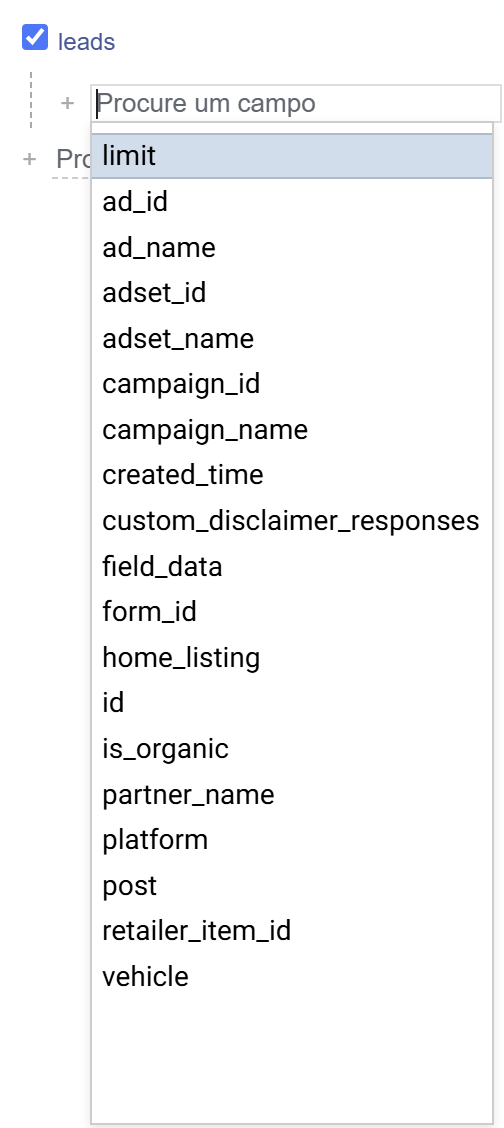 leads
+ Procure um campo
+ Pro
limit
ad_id
ad_name
adset_id
adset_name
campaign_id
campaign_name
created_time
custom_disclaimer_responses
field_data
form_id
home_listing
id
is_organic
partner_name
platform
post
retailer_item_id
vehicle